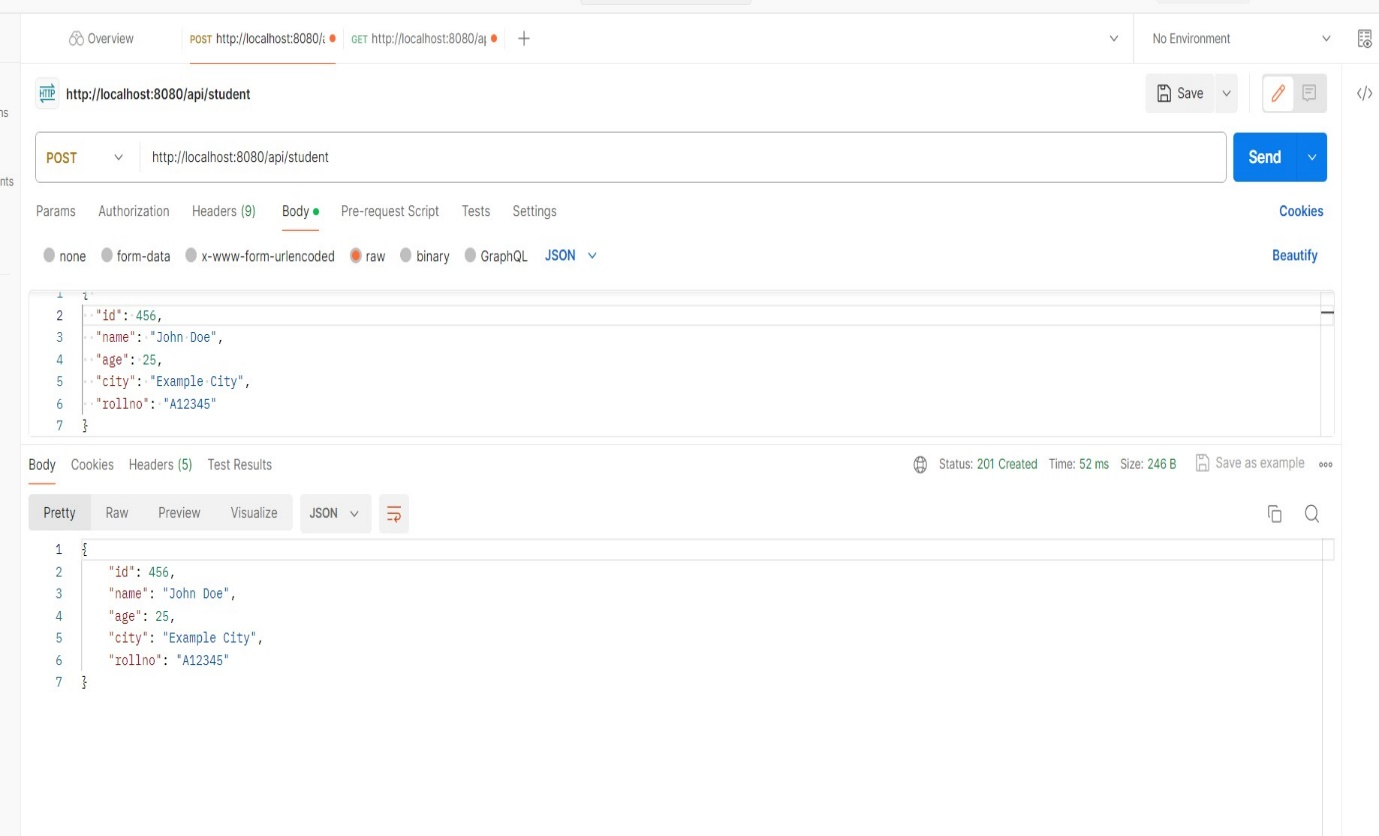 Overview POST http://localhost:8080/a GET http://localhost:8080/ap No Environment
http://localhost:8080/api/student Save
POST http://localhost:8080/api/student Send
Params Authorization Headers (9) Body Pre-request Script Tests Settings Cookies
none form-data x-www-form-urlencoded raw binary GraphQL JSON Beautify
1 {
2 "id": 456,
3 "name": "John Doe",
4 "age": 25,
5 "city": "Example City",
6 "rollno": "A12345"
7 }
Body Cookies Headers (5) Test Results Status: 201 Created Time: 52 ms Size: 246 B Save as example
Pretty Raw Preview Visualize JSON
1 {
2 "id": 456,
3 "name": "John Doe",
4 "age": 25,
5 "city": "Example City",
6 "rollno": "A12345"
7 }